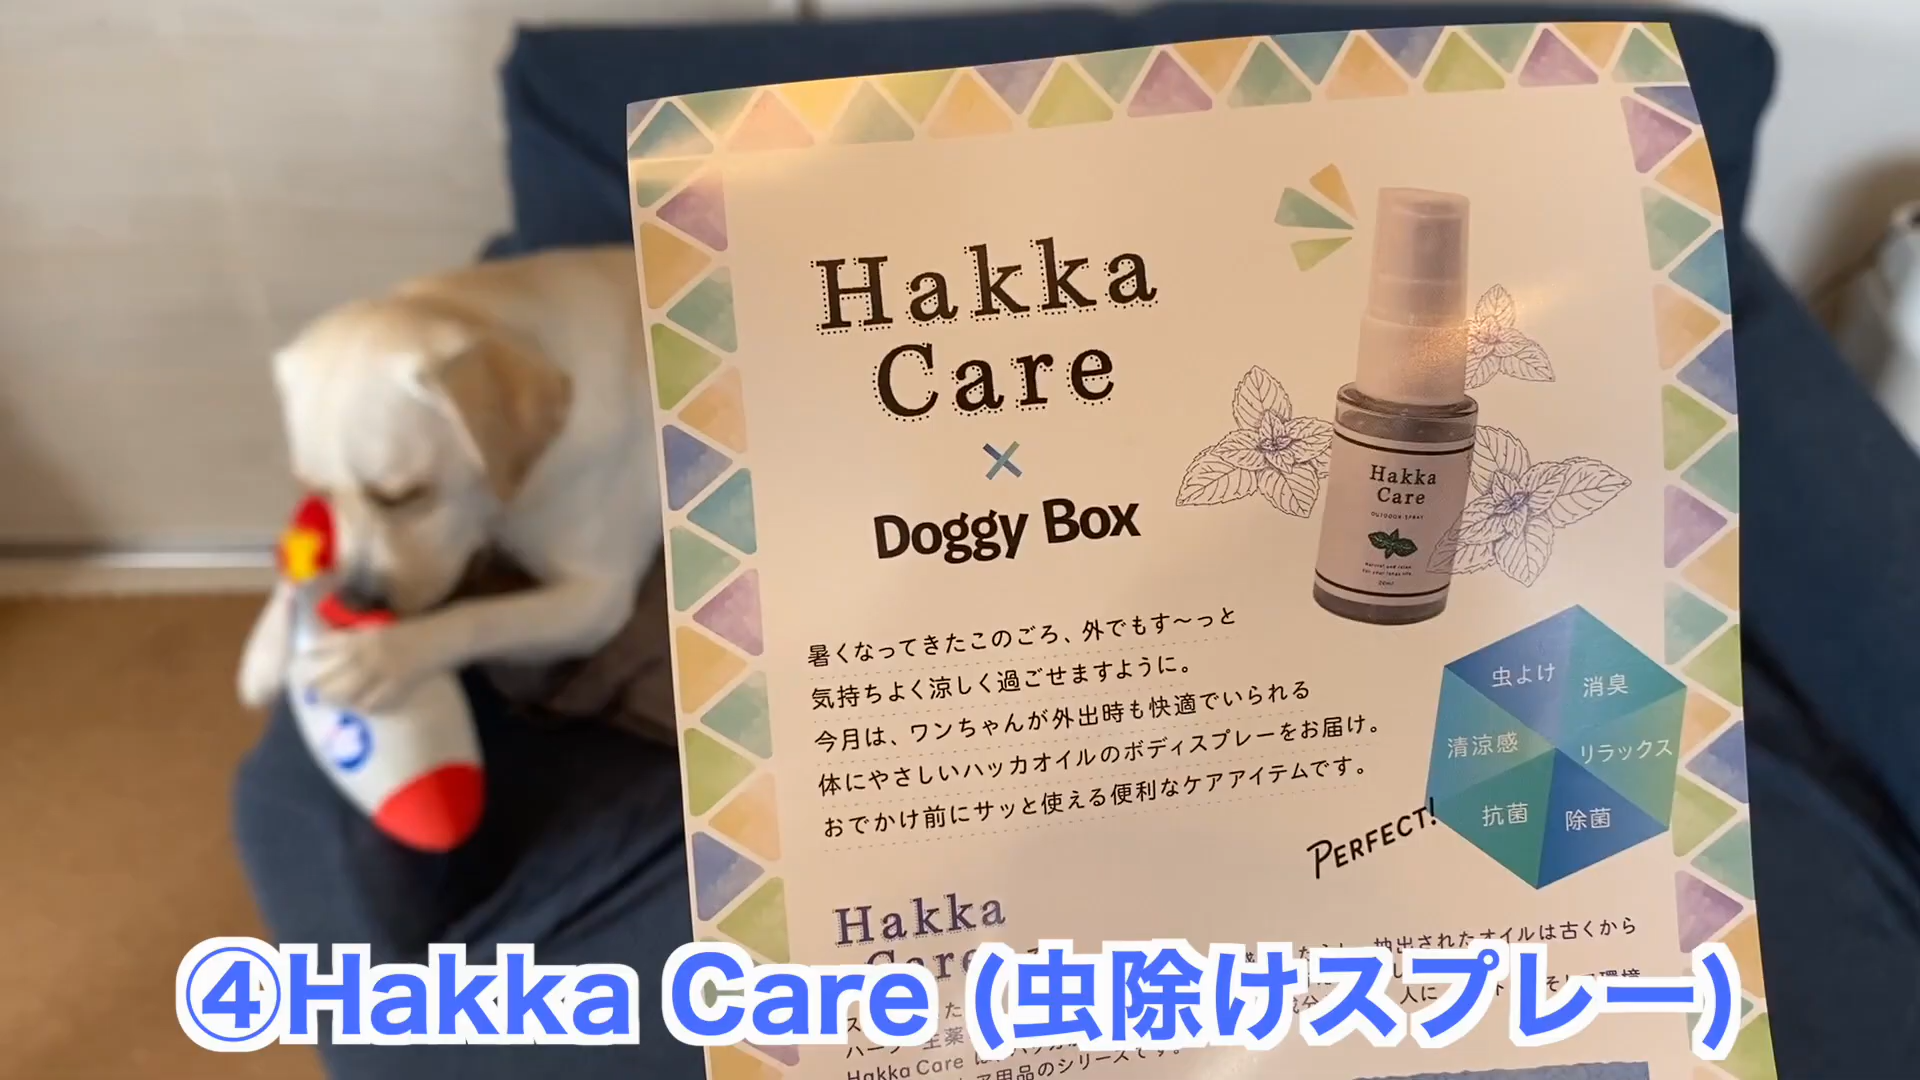 Hakka
Care
×
Doggy Box
Hakka
Care
OUTDOOR SPRAY
20ml
暑くなってきたこのごろ、外でもす〜っと
気持ちよく涼しく過ごせますように。
今月は、ワンちゃんが外出時も快適でいられる
体にやさしいハッカオイルのボディスプレーをお届け。
おでかけ前にサッと使える便利なケアアイテムです。
虫よけ
消臭
清涼感
リラックス
抗菌
除菌
PERFECT!
Hakka
Care
抽出されたオイルは古くから
Hakka Care
用品のシリーズです。
④Hakka Care (虫除けスプレー)